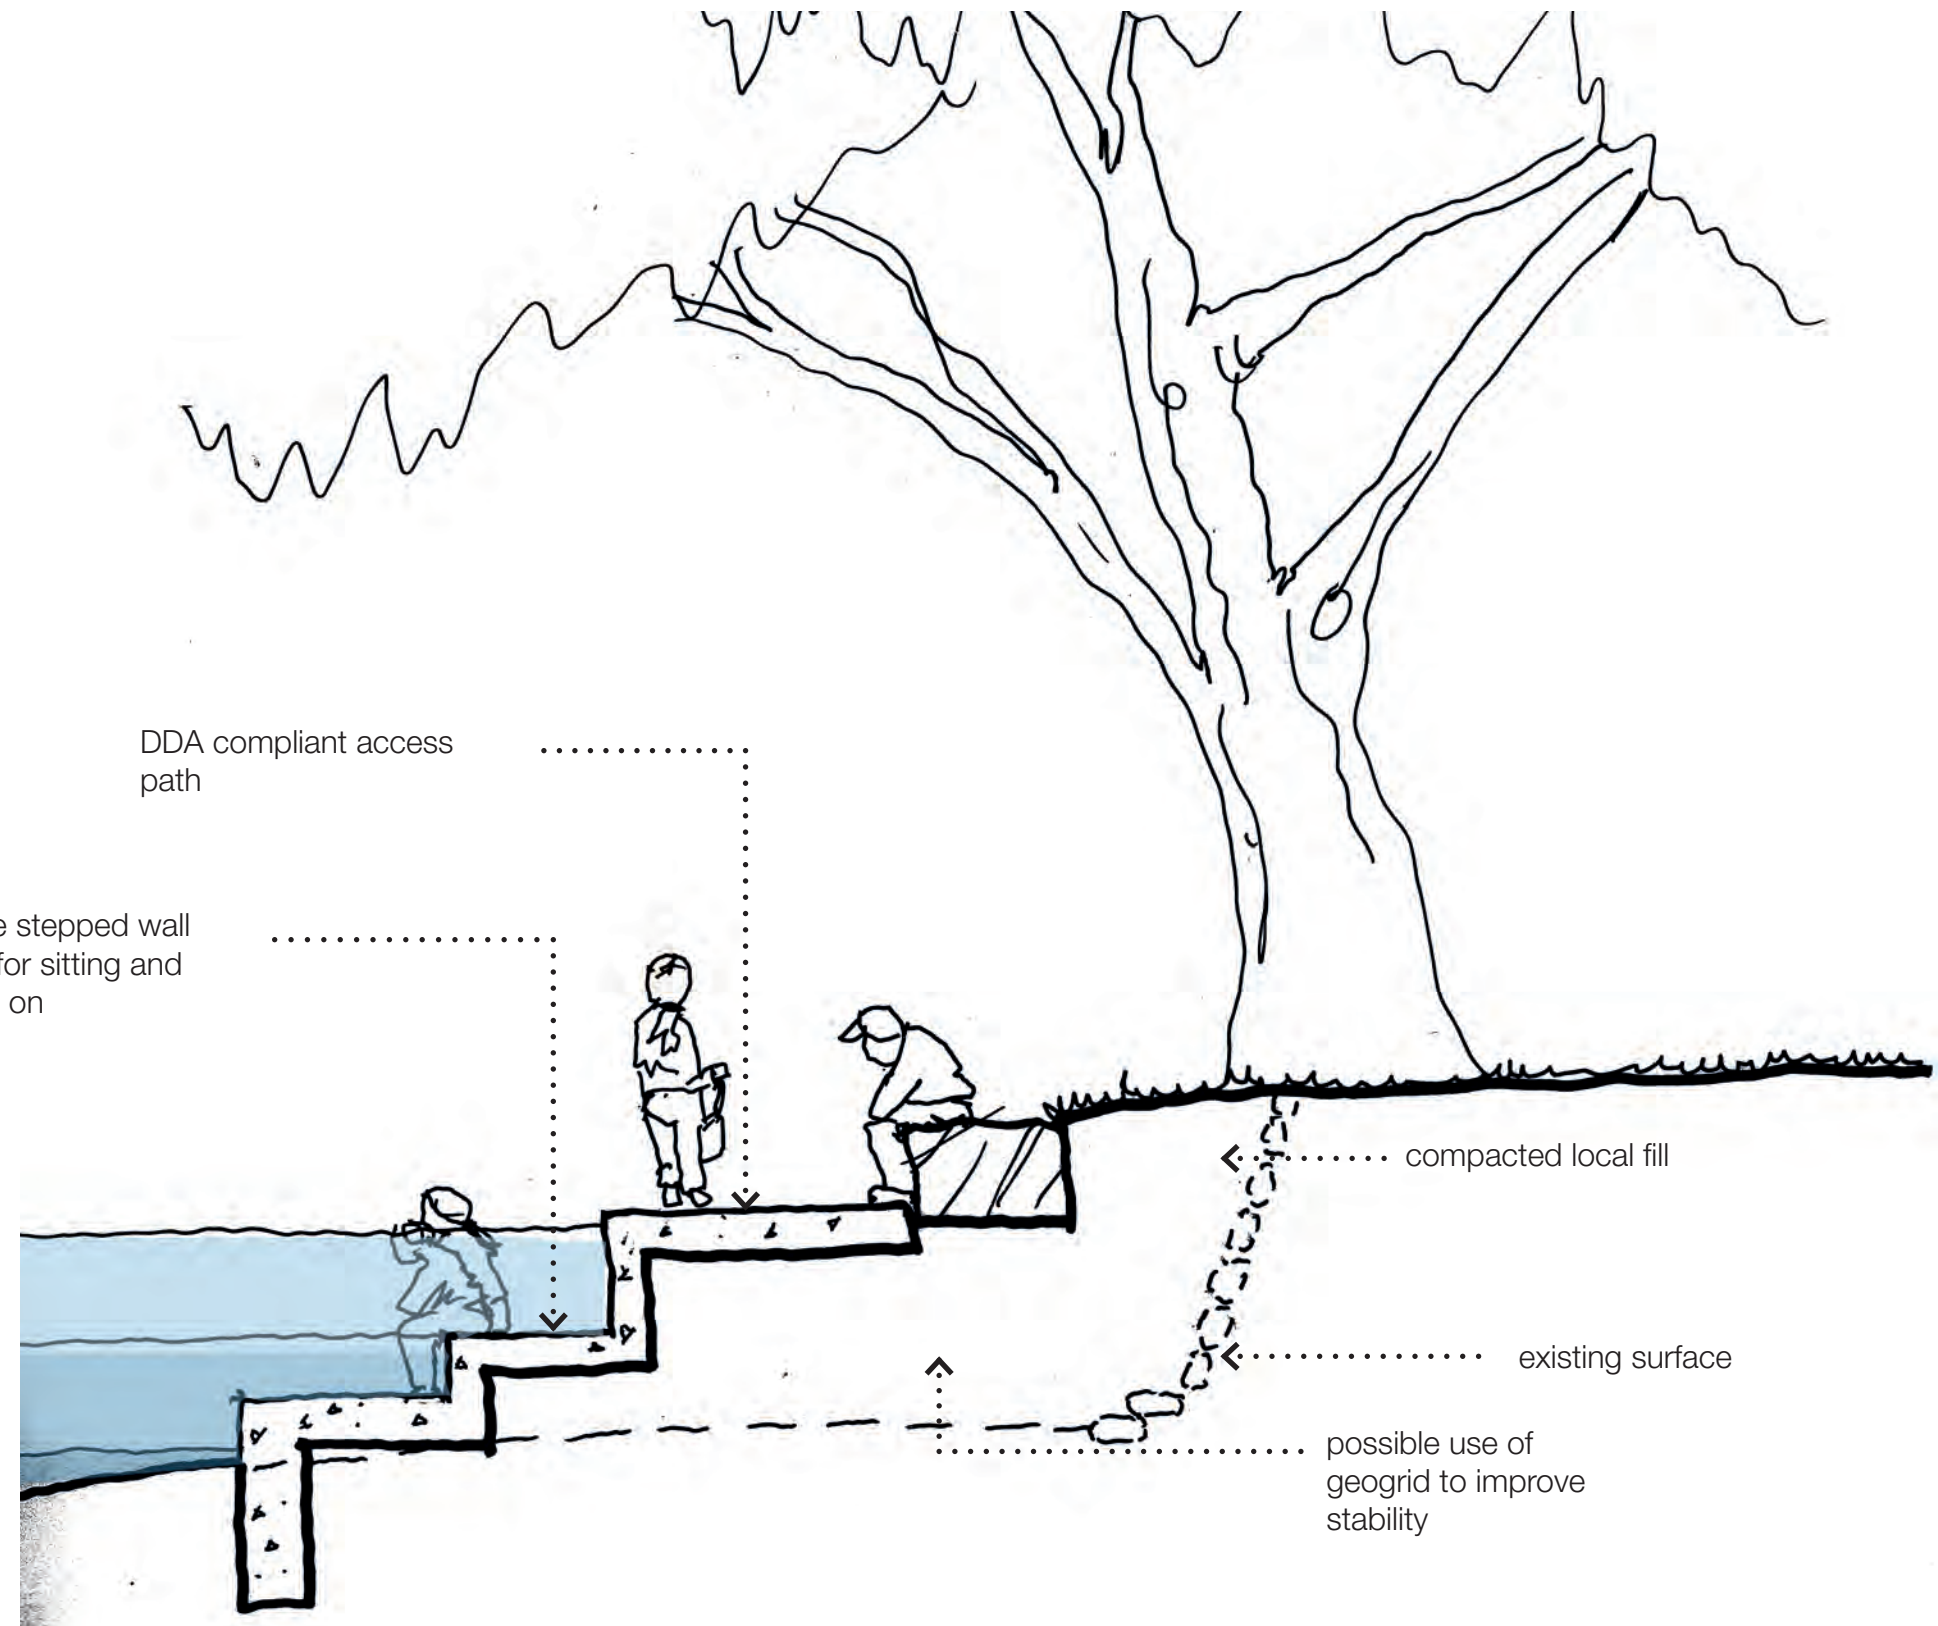 DDA compliant access
path
stepped wall
for sitting and
on
compacted local fill
existing surface
possible use of
geogrid to improve
stability